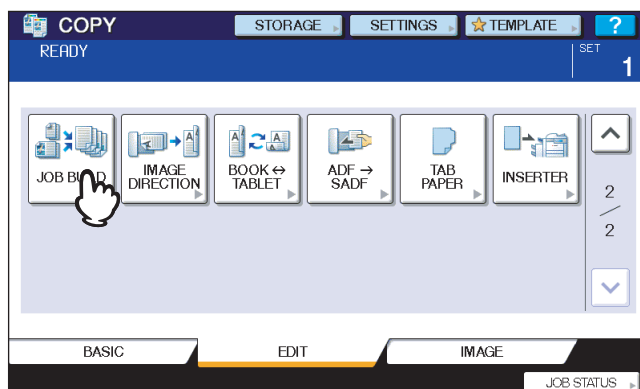 COPY
STORAGE
SETTINGS
TEMPLATE
?
READY
SET
1
JOB BUILD
IMAGE
DIRECTION
BOOK ↔
TABLET
ADF →
SADF
TAB
PAPER
INSERTER
2
/
2
BASIC
EDIT
IMAGE
JOB STATUS